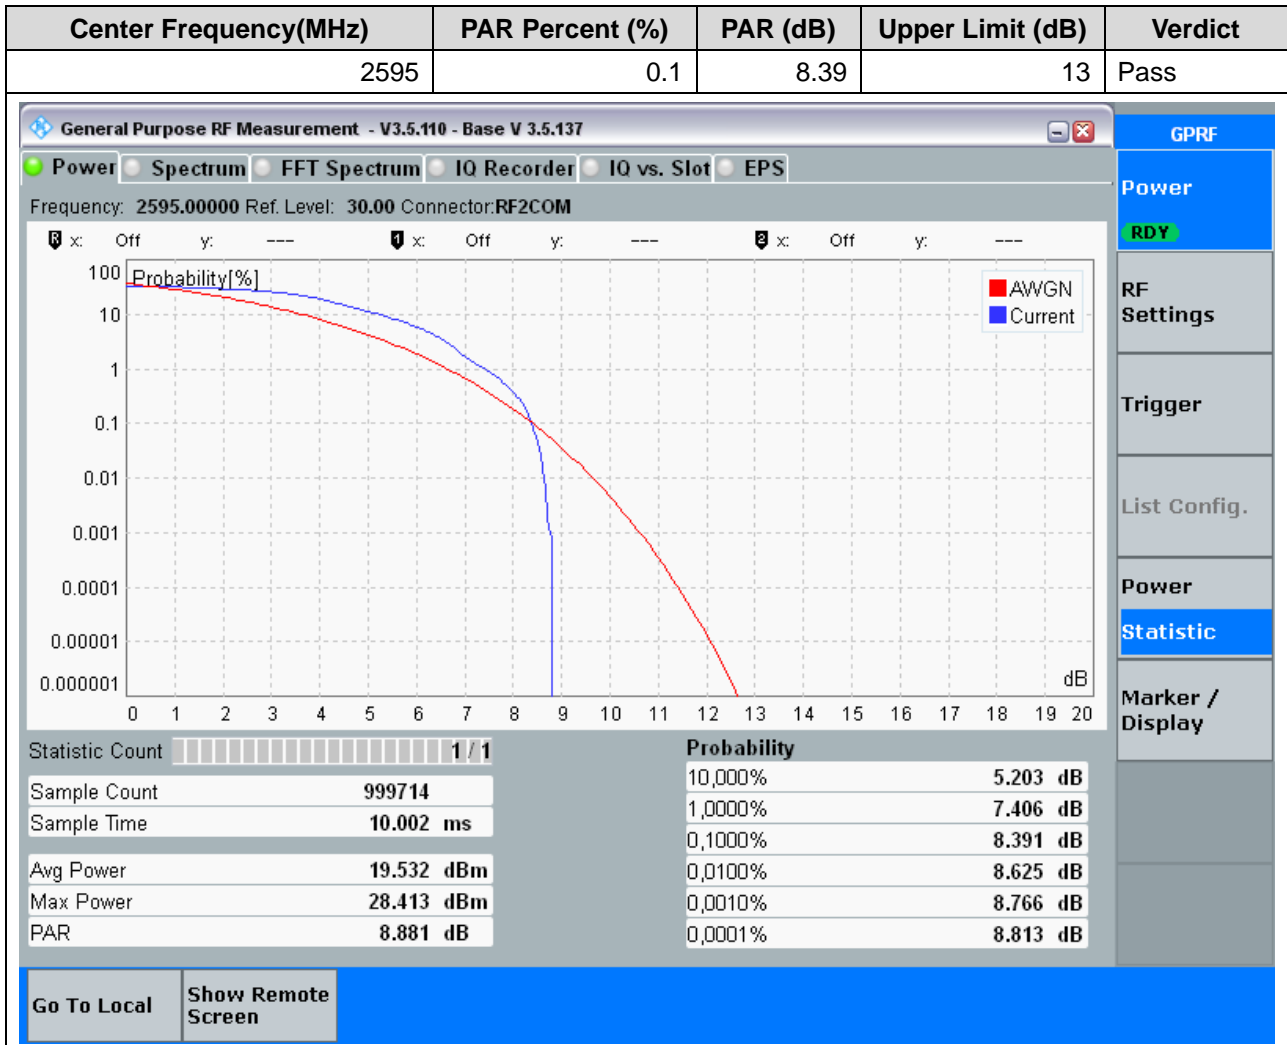 Center Frequency(MHz) PAR Percent (%) PAR (dB) Upper Limit (dB) Verdict
2595 0.1 8.39 13 Pass
General Purpose RF Measurement - V3.5.110 - Base V 3.5.137
GPRF
Power Spectrum FFT Spectrum IQ Recorder IQ vs. Slot EPS
Frequency: 2595.00000 Ref. Level: 30.00 Connector:RF2COM
R x: Off y: --- 1 x: Off y: --- 2 x: Off y: ---
Probability[%]
AWGN
Current
100
10
1
0.1
0.01
0.001
0.0001
0.00001
0.000001
dB
0 1 2 3 4 5 6 7 8 9 10 11 12 13 14 15 16 17 18 19 20
Statistic Count 1 / 1
Sample Count 999714
Sample Time 10.002 ms
Avg Power 19.532 dBm
Max Power 28.413 dBm
PAR 8.881 dB
Probability
10,000% 5.203 dB
1,0000% 7.406 dB
0,1000% 8.391 dB
0,0100% 8.625 dB
0,0010% 8.766 dB
0,0001% 8.813 dB
Power
RDY
RF
Settings
Trigger
List Config.
Power
Statistic
Marker /
Display
Go To Local
Show Remote
Screen